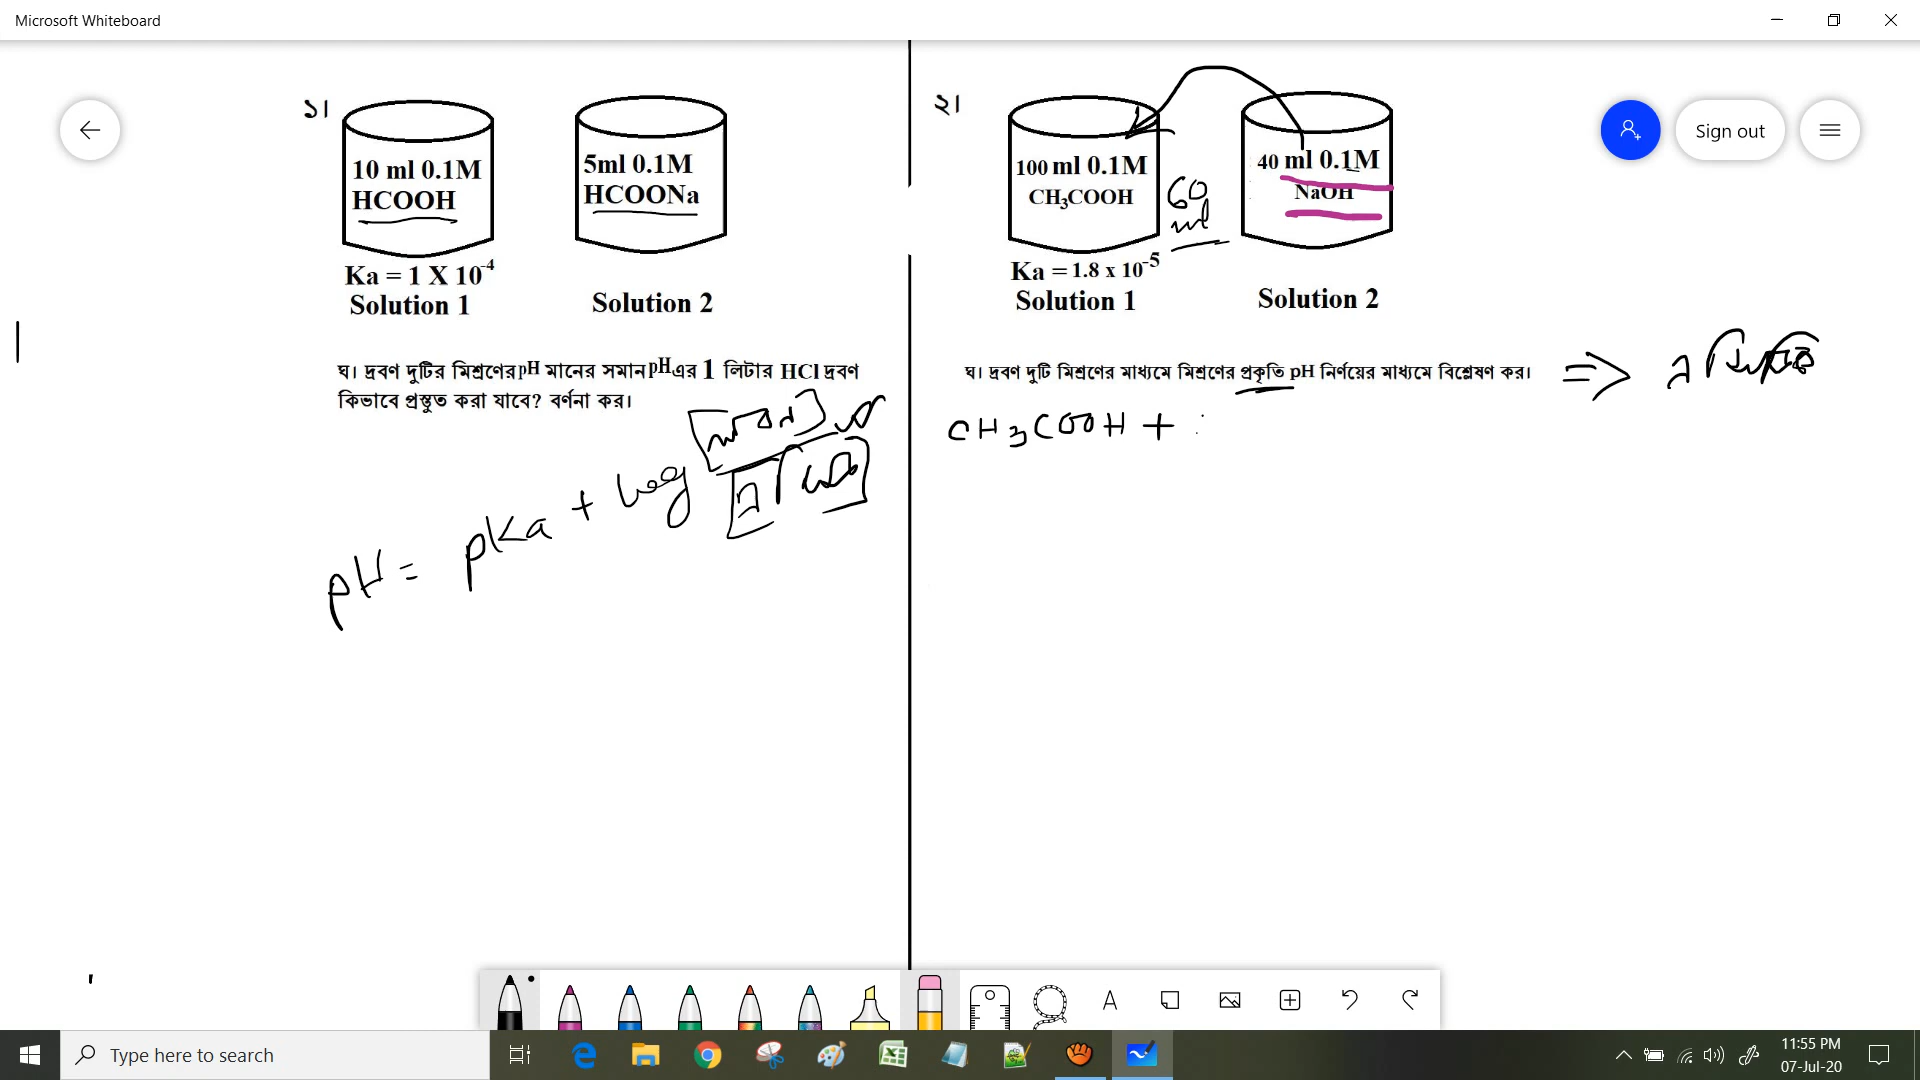 Microsoft Whiteboard
Sign out
১।
10 ml 0.1M
HCOOH
Ka = 1 X 10-4
Solution 1
5ml 0.1M
HCOONa
Solution 2
ঘ। দ্রবণ দুটির মিশ্রণের pH মানের সমান pH এর 1 লিটার HCl দ্রবণ
কিভাবে প্রস্তুত করা যাবে? বর্ণনা কর।
pH = pKa + log
২।
100 ml 0.1M
CH3COOH
60
ml
Ka = 1.8 x 10-5
Solution 1
40 ml 0.1M
NaOH
Solution 2
ঘ। দ্রবণ দুটি মিশ্রণের মাধ্যমে মিশ্রণের প্রকৃতি pH নির্ণয়ের মাধ্যমে বিশ্লেষণ কর। =>
CH3COOH +
Type here to search
11:55 PM
07-Jul-20